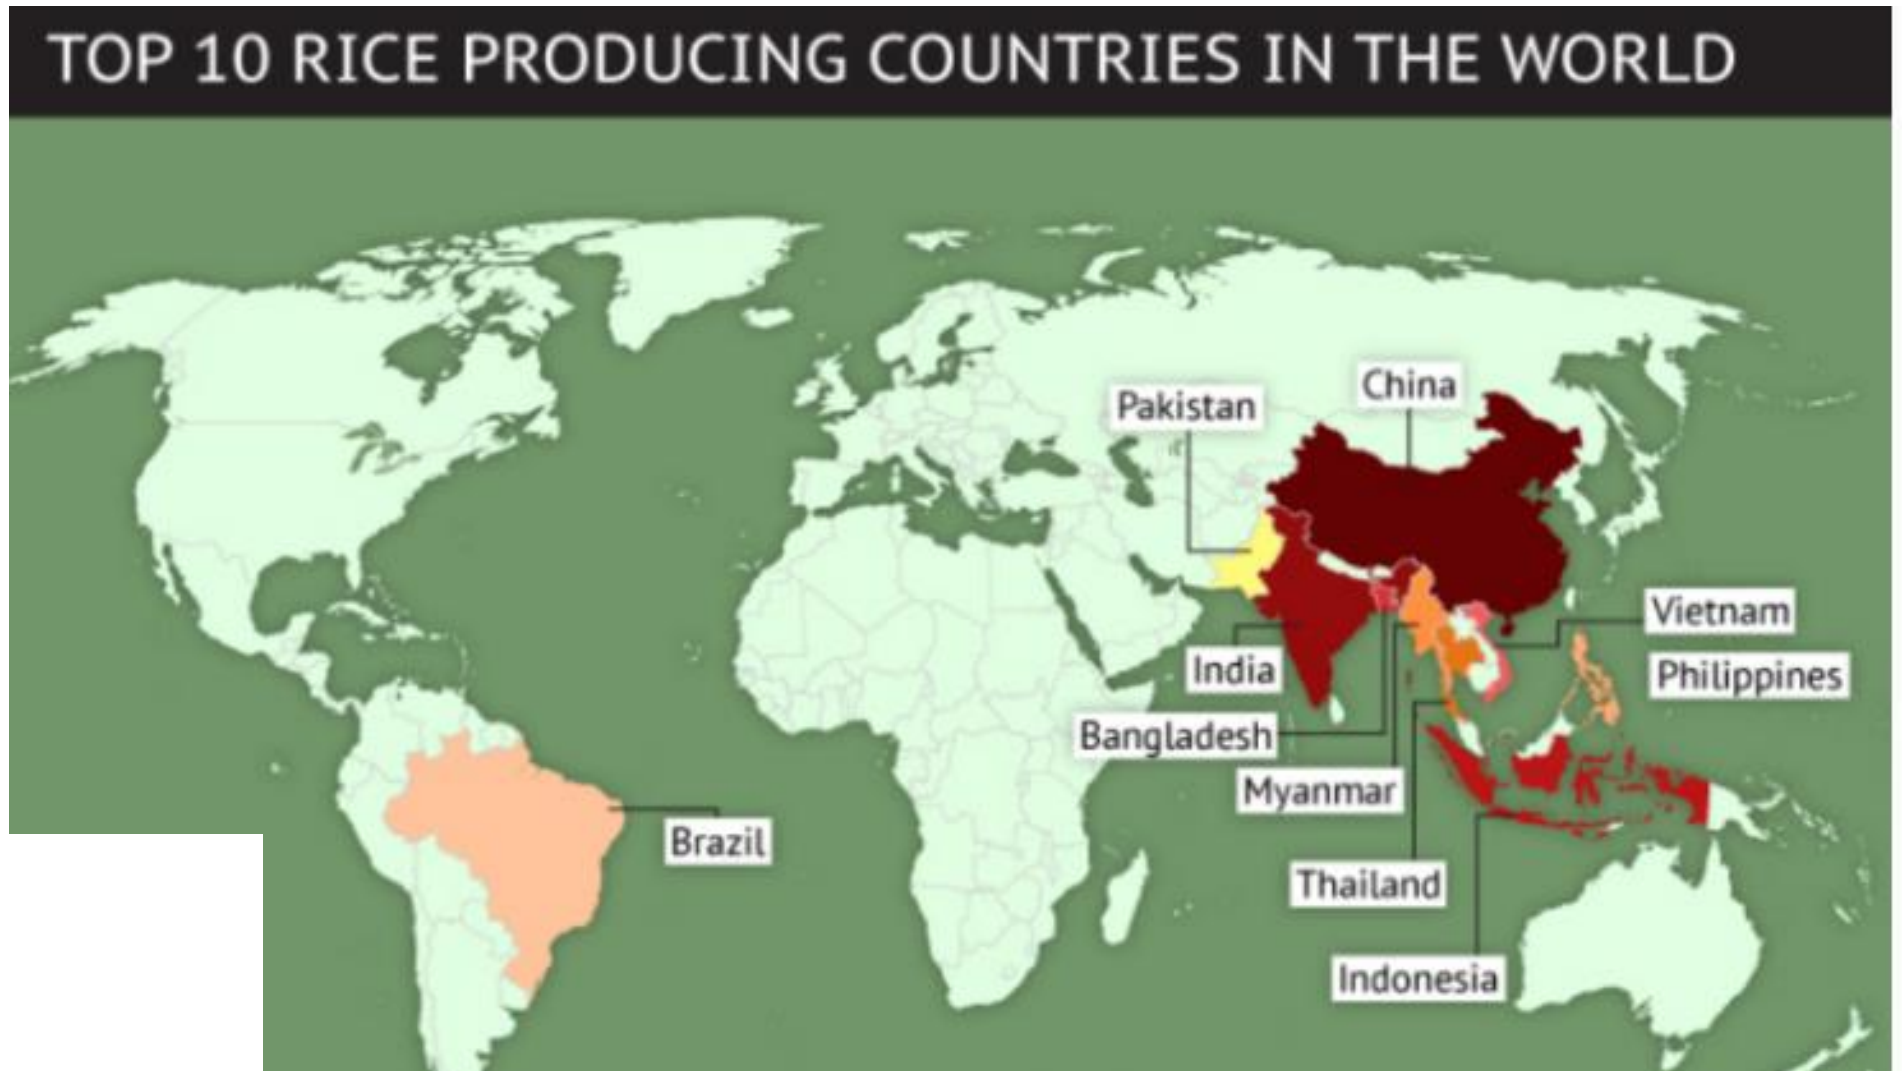 TOP 10 RICE PRODUCING COUNTRIES IN THE WORLD
China
Pakistan
Vietnam
India
Philippines
Bangladesh
Myanmar
Brazil
Thailand
Indonesia